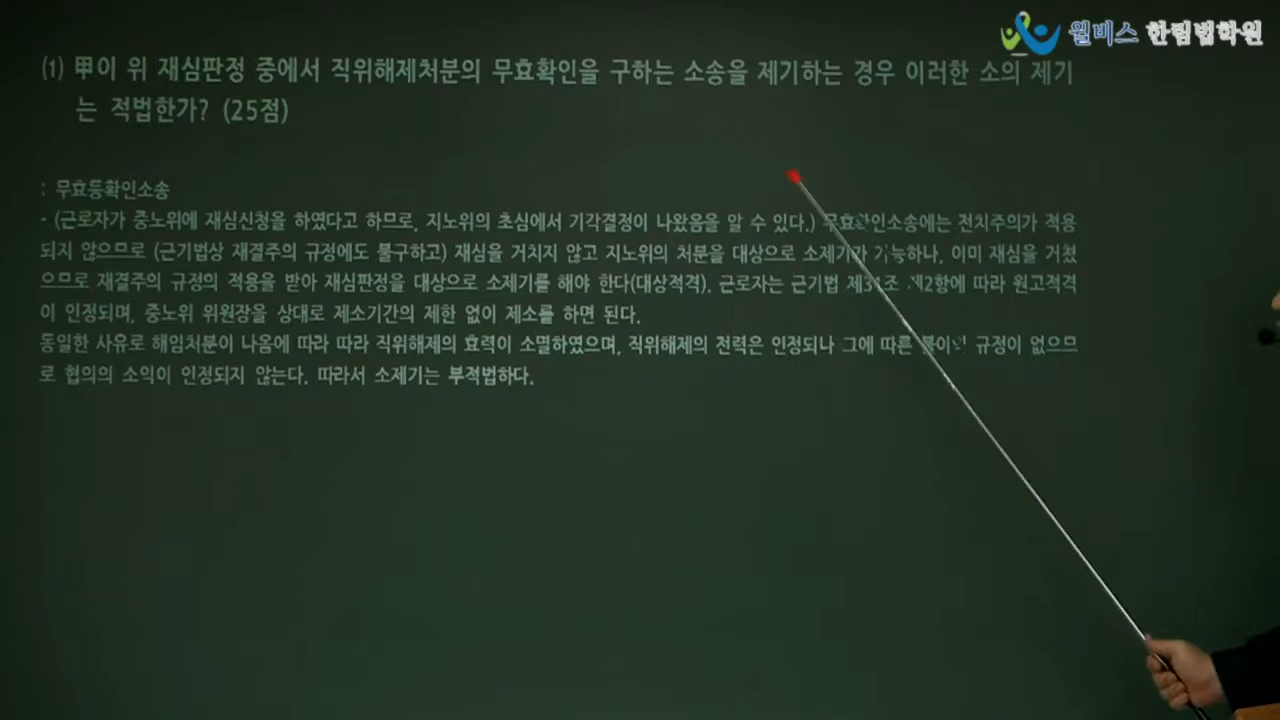 윌비스 한림법학원
(1) 甲이 위 재심판정 중에서 직위해제처분의 무효확인을 구하는 소송을 제기하는 경우 이러한 소의 제기
는 적법한가? (25점)
: 무효등확인소송
- (근로자가 중노위에 재심신청을 하였다고 하므로, 지노위의 초심에서 기각결정이 나왔음을 알 수 있다.) 무효확인소송에는 전치주의가 적용
되지 않으므로 (근기법상 재결주의 규정에도 불구하고) 재심을 거치지 않고 지노위의 처분을 대상으로 소제기가 가능하나, 이미 재심을 거쳤
으므로 재결주의 규정의 적용을 받아 재심판정을 대상으로 소제기를 해야 한다(대상적격). 근로자는 근기법 제2항에 따라 원고적격
이 인정되며, 중노위 위원장을 상대로 제소기간의 제한 없이 제소를 하면 된다.
동일한 사유로 해임처분이 나옴에 따라 따라 직위해제의 효력이 소멸하였으며, 직위해제의 전력은 인정되나 그에 따른 규정이 없으므
로 협의의 소익이 인정되지 않는다. 따라서 소제기는 부적법하다.